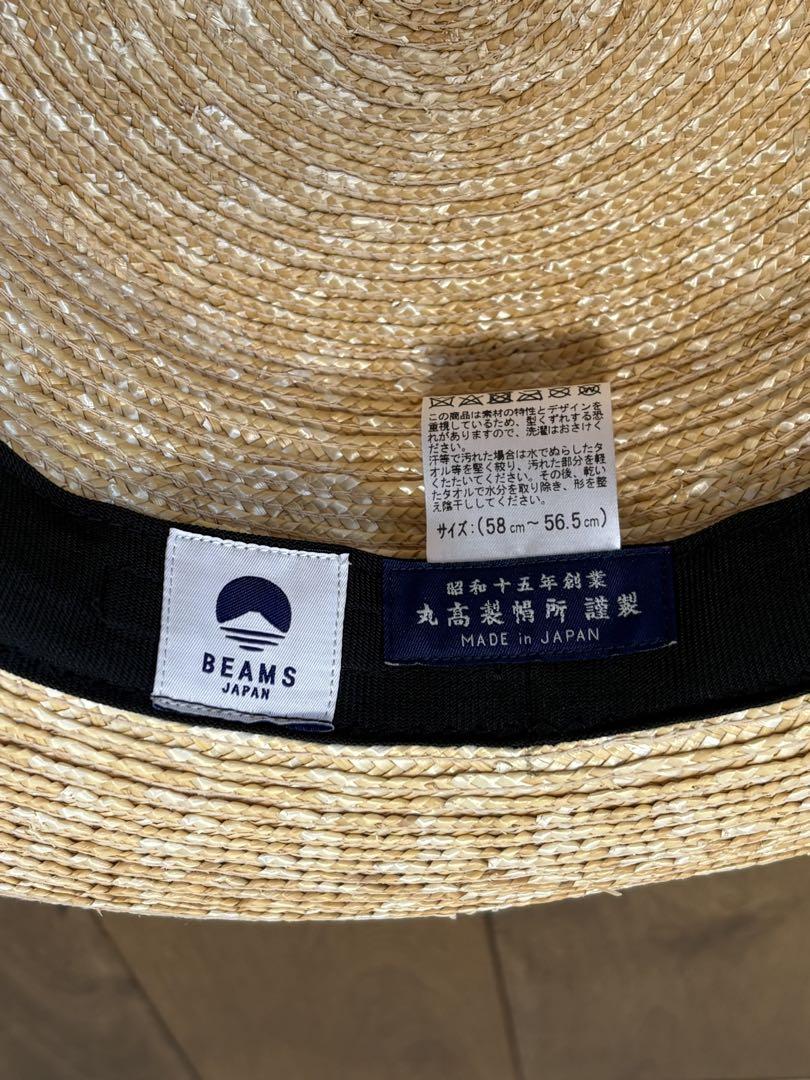 この商品は素材の特性とデザインを
重視しているため、型くずれする恐
れがありますので、洗濯はおさけく
ださい。
汗等で汚れた場合は水でぬらしたタ
オル等を堅く絞り、汚れた部分を軽
くたたいてください。その後、乾い
たタオルで水分を取り除き、形を整
え陰干ししてください。
サイズ:(58cm~56.5cm)
BEAMS
JAPAN
昭和十五年創業
丸高製帽所 謹製
MADE in JAPAN